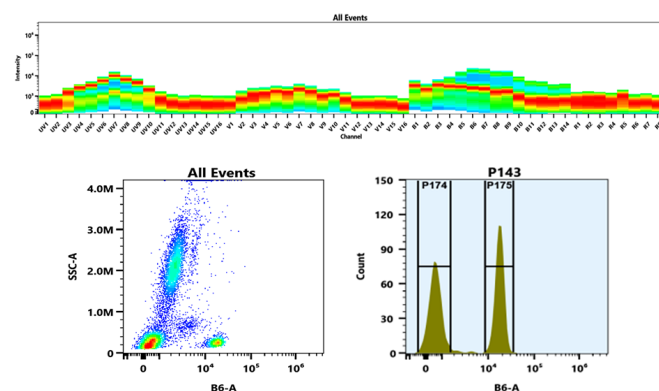 All Events
Intensity
UV1 UV2 UV3 UV4 UV5 UV6 UV7 UV8 UV9 UV10 UV11 UV12 UV13 UV14 UV15 UV16 V1 V2 V3 V4 V5 V6 V7 V8 V9 V10 V11 V12 V13 V14 V15 V16 B1 B2 B3 B4 B5 B6 B7 B8 B9 B10 B11 B12 B13 B14 R1 R2 R3 R4 R5 R6 R7
Channel
All Events
4.0M
3.0M
2.0M
1.0M
0
SSC-A
0 10⁴ 10⁵ 10⁶
B6-A
P143
P174 P175
150
120
90
60
30
0
Count
0 10⁴ 10⁵ 10⁶
B6-A